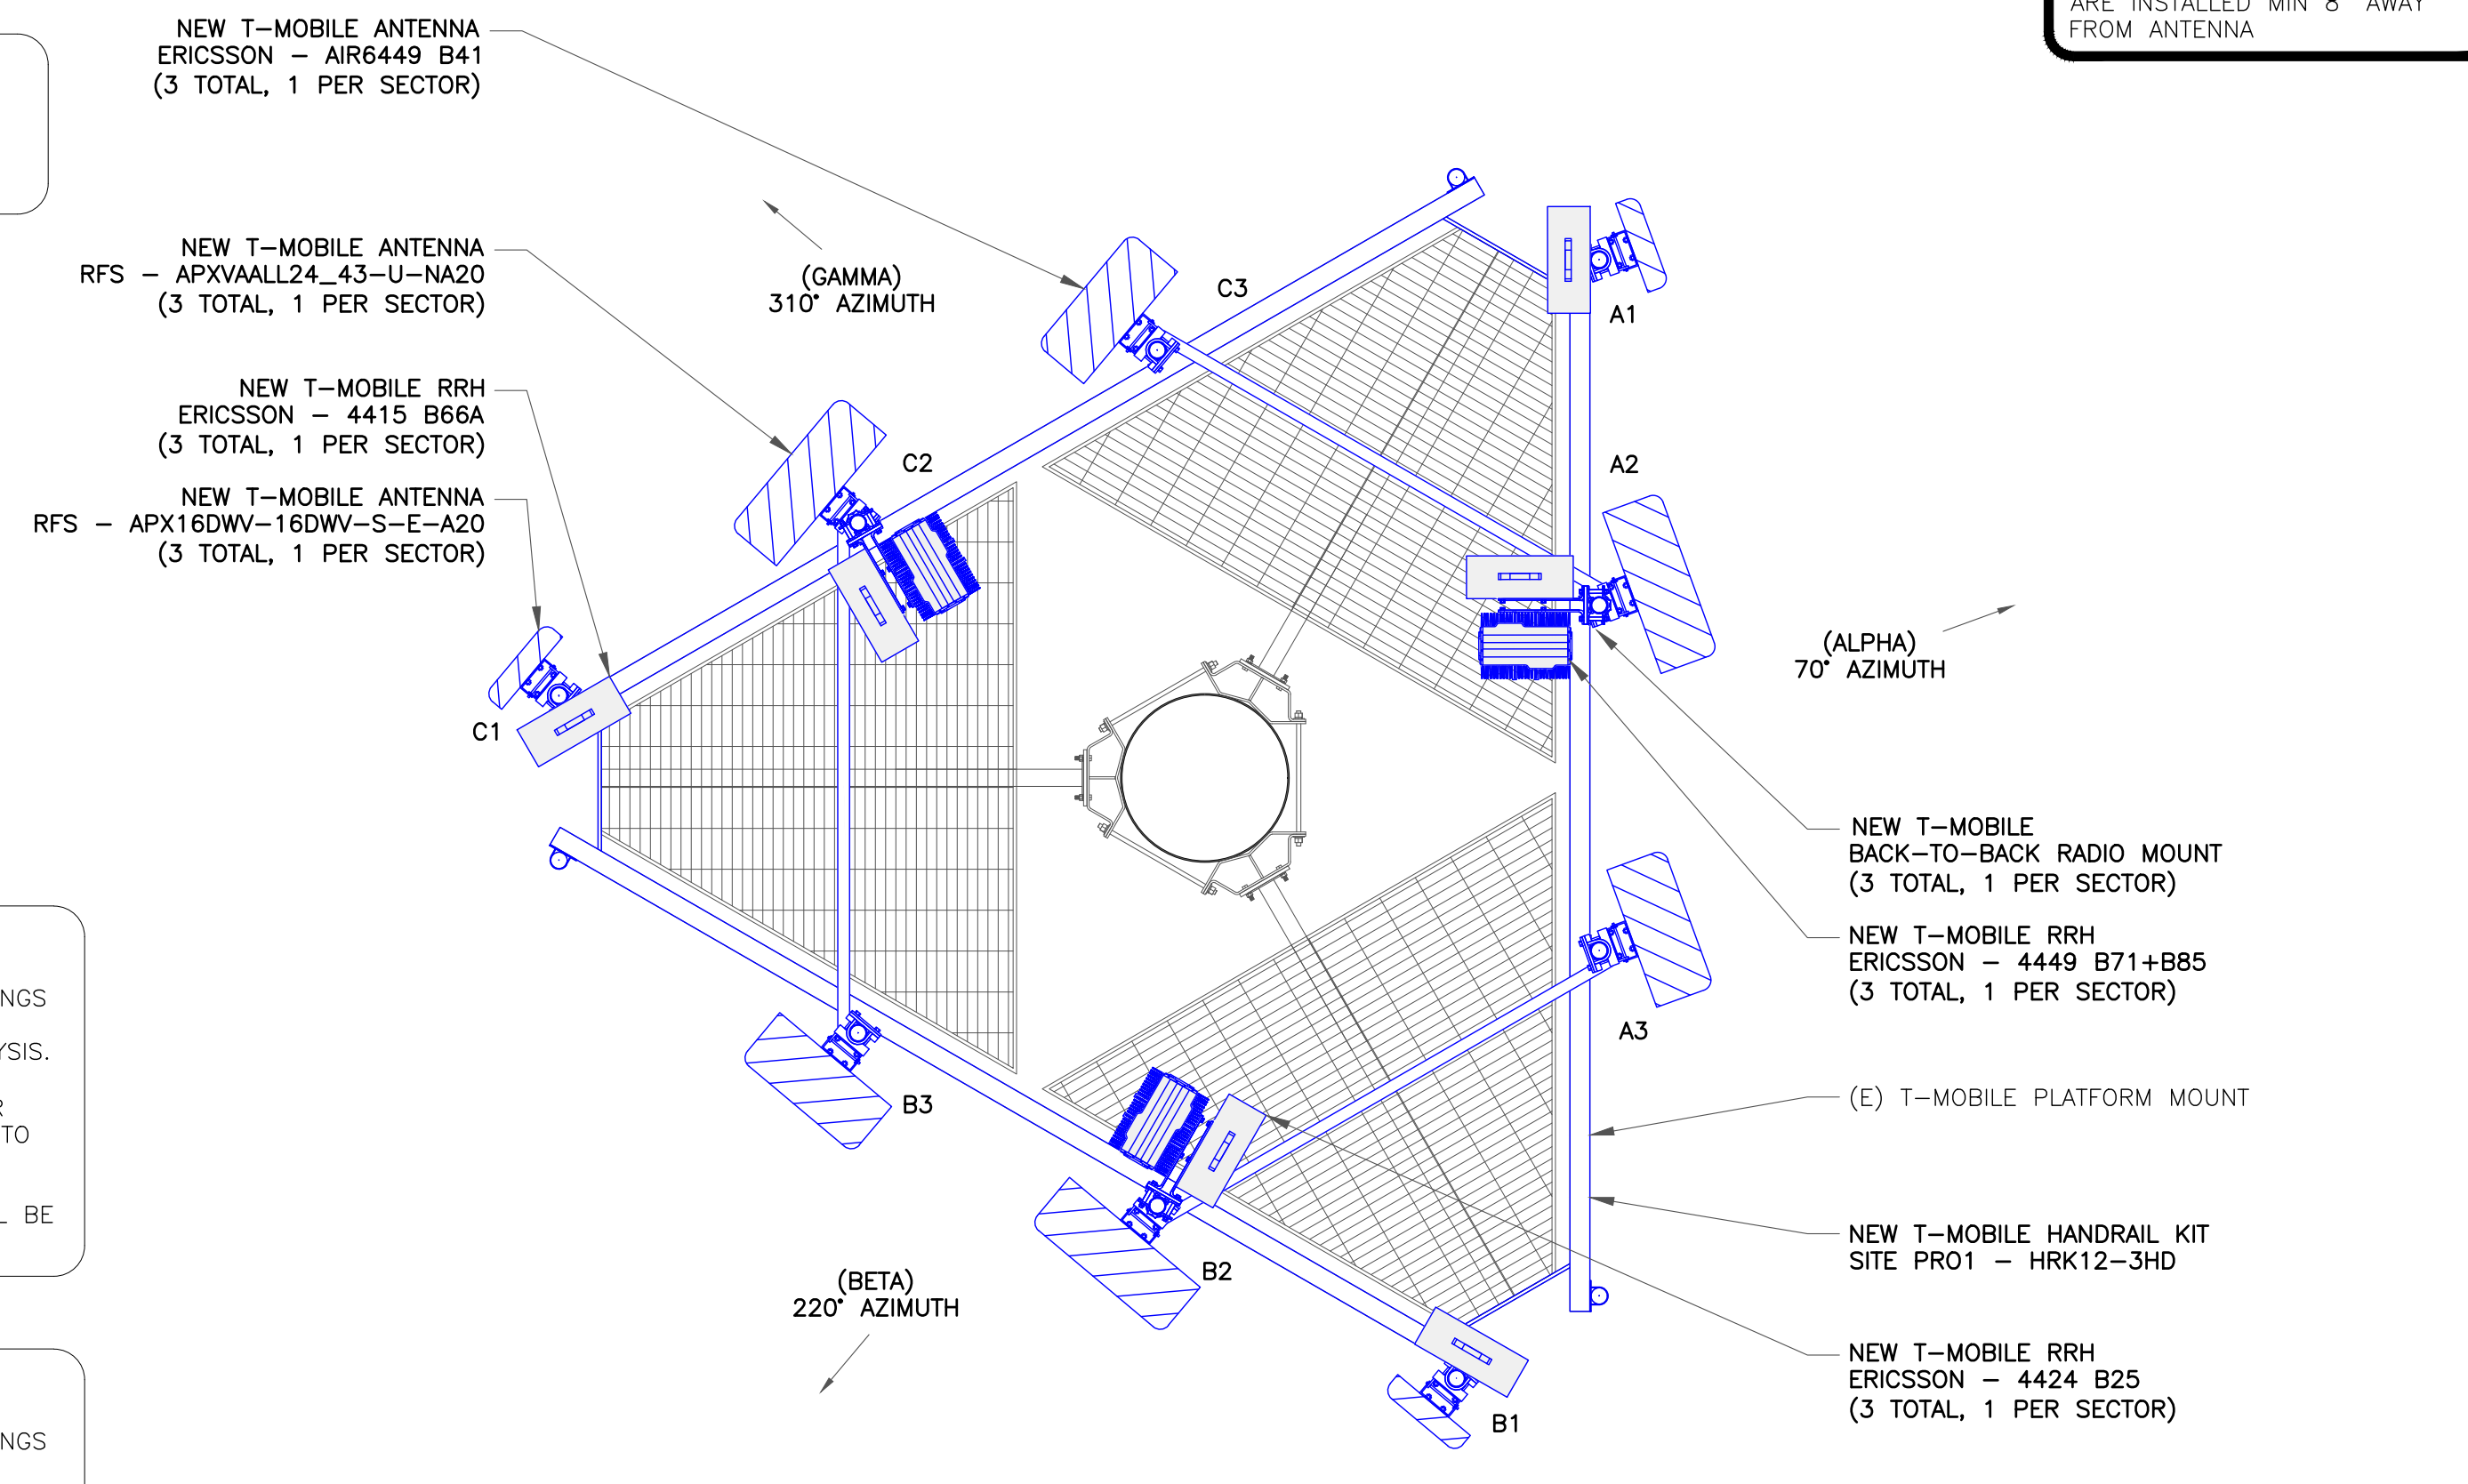 ARE INSTALLED MIN 8" AWAY
FROM ANTENNA
NEW T-MOBILE ANTENNA
ERICSSON - AIR6449 B41
(3 TOTAL, 1 PER SECTOR)
NEW T-MOBILE ANTENNA
RFS - APXVAALL24_43-U-NA20
(3 TOTAL, 1 PER SECTOR)
NEW T-MOBILE RRH
ERICSSON - 4415 B66A
(3 TOTAL, 1 PER SECTOR)
NEW T-MOBILE ANTENNA
RFS - APX16DWV-16DWV-S-E-A20
(3 TOTAL, 1 PER SECTOR)
(GAMMA)
310° AZIMUTH
C3
C2
C1
A1
A2
A3
(ALPHA)
70° AZIMUTH
B3
B2
B1
(BETA)
220° AZIMUTH
NEW T-MOBILE
BACK-TO-BACK RADIO MOUNT
(3 TOTAL, 1 PER SECTOR)
NEW T-MOBILE RRH
ERICSSON - 4449 B71+B85
(3 TOTAL, 1 PER SECTOR)
(E) T-MOBILE PLATFORM MOUNT
NEW T-MOBILE HANDRAIL KIT
SITE PRO1 - HRK12-3HD
NEW T-MOBILE RRH
ERICSSON - 4424 B25
(3 TOTAL, 1 PER SECTOR)
NGS
YSIS.
R
TO
L BE
NGS